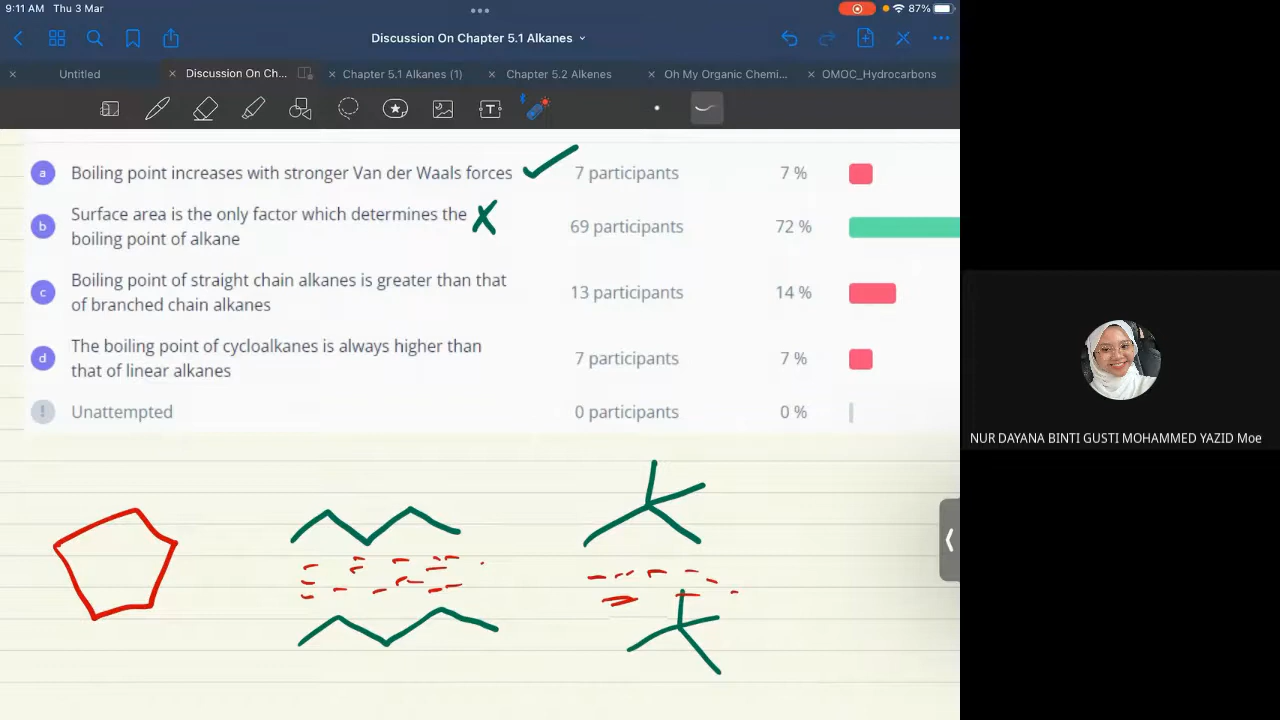 9:11 AM Thu 3 Mar
87%
Discussion On Chapter 5.1 Alkanes
Untitled
Discussion On Ch...
Chapter 5.1 Alkanes (1)
Chapter 5.2 Alkenes
Oh My Organic Chemi...
OMOC_Hydrocarbons
T
a Boiling point increases with stronger Van der Waals forces 7 participants 7 %
b Surface area is the only factor which determines the
boiling point of alkane 69 participants 72 %
c Boiling point of straight chain alkanes is greater than that
of branched chain alkanes 13 participants 14 %
d The boiling point of cycloalkanes is always higher than
that of linear alkanes 7 participants 7 %
! Unattempted 0 participants 0 %
NUR DAYANA BINTI GUSTI MOHAMMED YAZID Moe